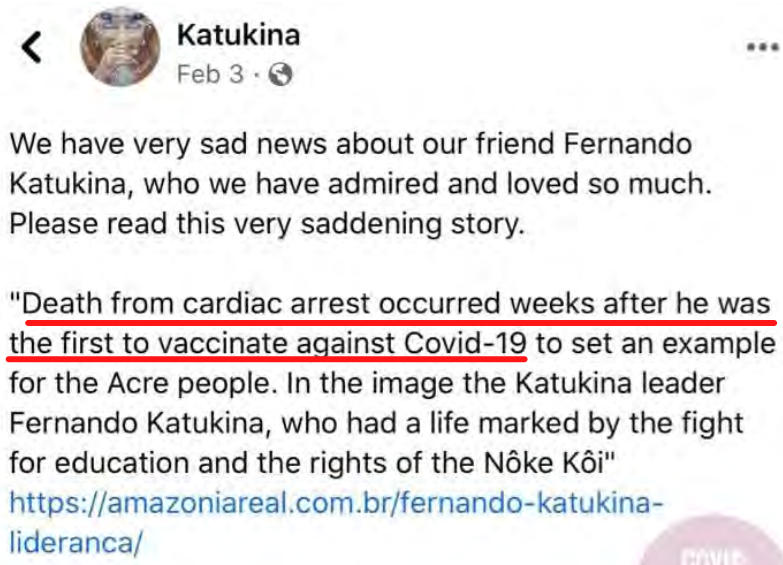 Katukina
Feb 3 ·
We have very sad news about our friend Fernando
Katukina, who we have admired and loved so much.
Please read this very saddening story.
"Death from cardiac arrest occurred weeks after he was
the first to vaccinate against Covid-19 to set an example
for the Acre people. In the image the Katukina leader
Fernando Katukina, who had a life marked by the fight
for education and the rights of the Nôke Kôi"
https://amazoniareal.com.br/fernando-katukina-
lideranca/